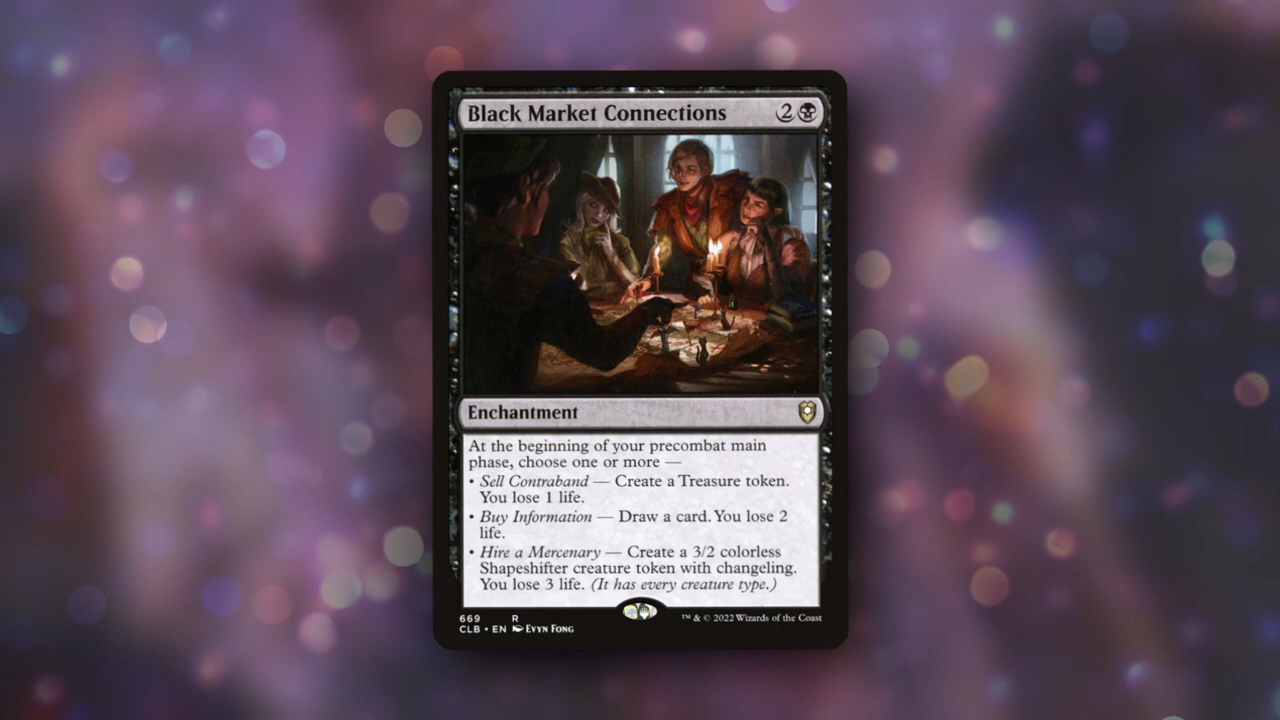 Black Market Connections 2
Enchantment
At the beginning of your precombat main
phase, choose one or more —
• Sell Contraband — Create a Treasure token.
You lose 1 life.
• Buy Information — Draw a card. You lose 2
life.
• Hire a Mercenary — Create a 3/2 colorless
Shapeshifter creature token with changeling.
You lose 3 life. (It has every creature type.)
669 R
CLB • EN Evyn Fong
™ & © 2022 Wizards of the Coast